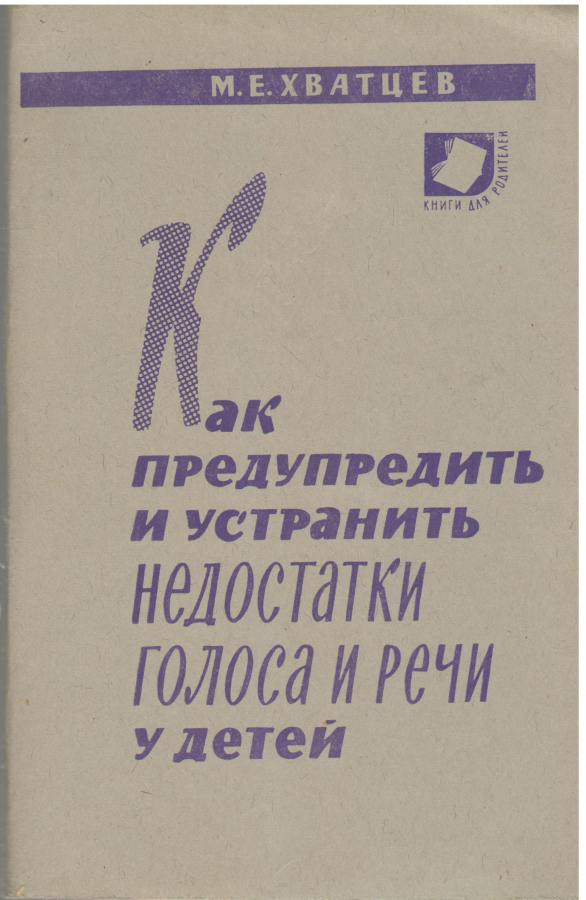 М.Е.ХВАТЦЕВ
КНИГИ ДЛЯ РОДИТЕЛЕЙ
Как
предупредить
и устранить
недостатки
голоса и речи
у детей